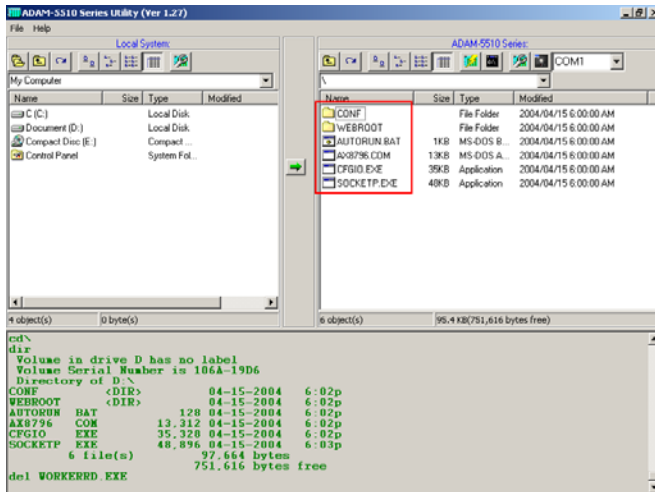 ADAM-5510 Series Utility (Ver 1.27)
File Help
Local System:
ADAM-5510 Series:
COM1
My Computer
\
Name Size Type Modified
C (C:) Local Disk
Document (D:) Local Disk
Compact Disc (E:) Compact ...
Control Panel System Fol...
4 object(s) 0 byte(s)
Name Size Type Modified
CONF File Folder 2004/04/15 6:00:00 AM
WEBROOT File Folder 2004/04/15 6:00:00 AM
AUTORUN.BAT 1KB MS-DOS B... 2004/04/15 6:00:00 AM
AX8796.COM 13KB MS-DOS A... 2004/04/15 6:00:00 AM
CFGIO.EXE 35KB Application 2004/04/15 6:00:00 AM
SOCKETP.EXE 48KB Application 2004/04/15 6:00:00 AM
6 object(s) 95.4 KB(751,616 bytes free)
cd\
dir
Volume in drive D has no label
Volume Serial Number is 106A-19D6
Directory of D:\
CONF <DIR> 04-15-2004 6:02p
WEBROOT <DIR> 04-15-2004 6:02p
AUTORUN BAT 128 04-15-2004 6:02p
AX8796 COM 13,312 04-15-2004 6:02p
CFGIO EXE 35,328 04-15-2004 6:02p
SOCKETP EXE 48,896 04-15-2004 6:03p
6 file(s) 97,664 bytes
751,616 bytes free
del WORKERRD.EXE